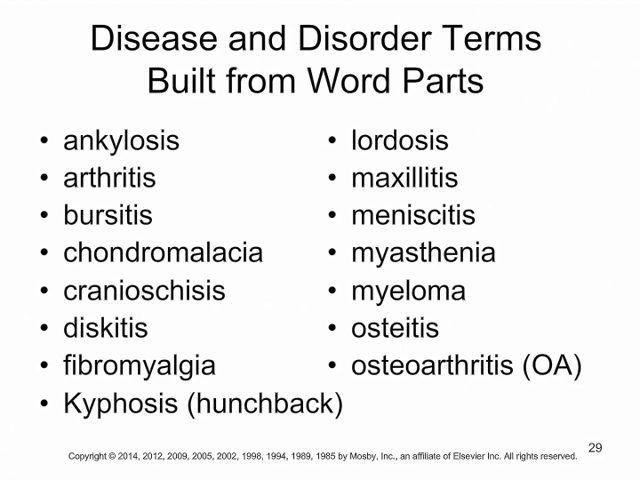 Disease and Disorder Terms
Built from Word Parts
• ankylosis
• arthritis
• bursitis
• chondromalacia
• cranioschisis
• diskitis
• fibromyalgia
• Kyphosis (hunchback)
• lordosis
• maxillitis
• meniscitis
• myasthenia
• myeloma
• osteitis
• osteoarthritis (OA)
29
Copyright © 2014, 2012, 2009, 2005, 2002, 1998, 1994, 1989, 1985 by Mosby, Inc., an affiliate of Elsevier Inc. All rights reserved.